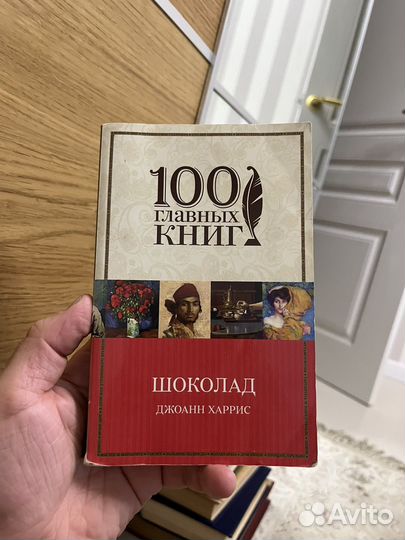 100
ГЛАВНЫХ
КНИГ
ШОКОЛАД
ДЖОАНН ХАРРИС
Avito